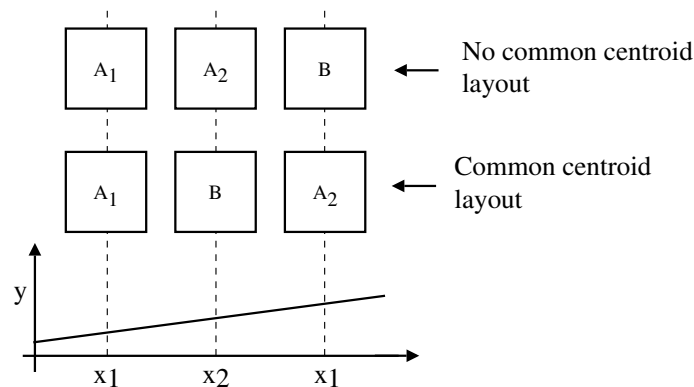 A1 A2 B No common centroid
layout
A1 B A2 Common centroid
layout
y
x1 x2 x1